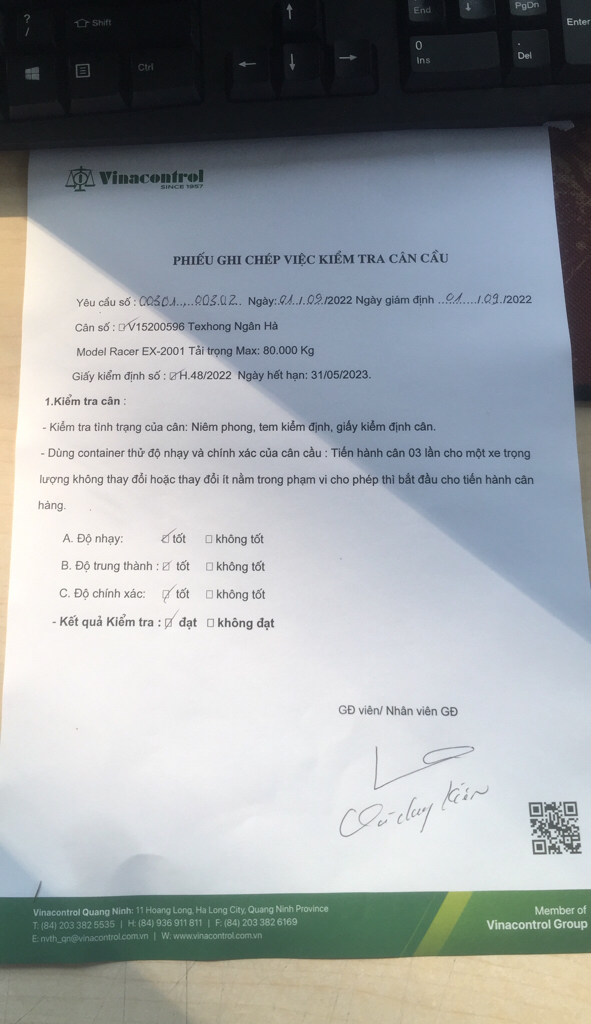 ?
/
Shift
Ctrl
End
PgDn
Enter
0
Ins
.
Del
Vinacontrol
SINCE 1957
PHIẾU GHI CHÉP VIỆC KIỂM TRA CÂN CẦU
Yêu cầu số : 00301..,..00302. Ngày:.01./.09./2022 Ngày giám định ..01..../.09./2022
Cân số : ☑V15200596 Texhong Ngân Hà
Model Racer EX-2001 Tải trọng Max: 80.000 Kg
Giấy kiểm định số : ☑H.48/2022 Ngày hết hạn: 31/05/2023.
1.Kiểm tra cân :
- Kiểm tra tình trạng của cân: Niêm phong, tem kiểm định, giấy kiểm định cân.
- Dùng container thử độ nhạy và chính xác của cân cầu : Tiến hành cân 03 lần cho một xe trọng
lượng không thay đổi hoặc thay đổi ít nằm trong phạm vi cho phép thì bắt đầu cho tiến hành cân
hàng.
A. Độ nhạy: ☑ tốt ☐ không tốt
B. Độ trung thành : ☑ tốt ☐ không tốt
C. Độ chính xác: ☑ tốt ☐ không tốt
- Kết quả Kiểm tra : ☑ đạt ☐ không đạt
GĐ viên/ Nhân viên GĐ
Vinacontrol Quang Ninh: 11 Hoang Long, Ha Long City, Quang Ninh Province
T: (84) 203 382 5535 | H: (84) 936 911 811 | F: (84) 203 382 6169
E: nvth_qn@vinacontrol.com.vn | W: www.vinacontrol.com.vn
Member of
Vinacontrol Group